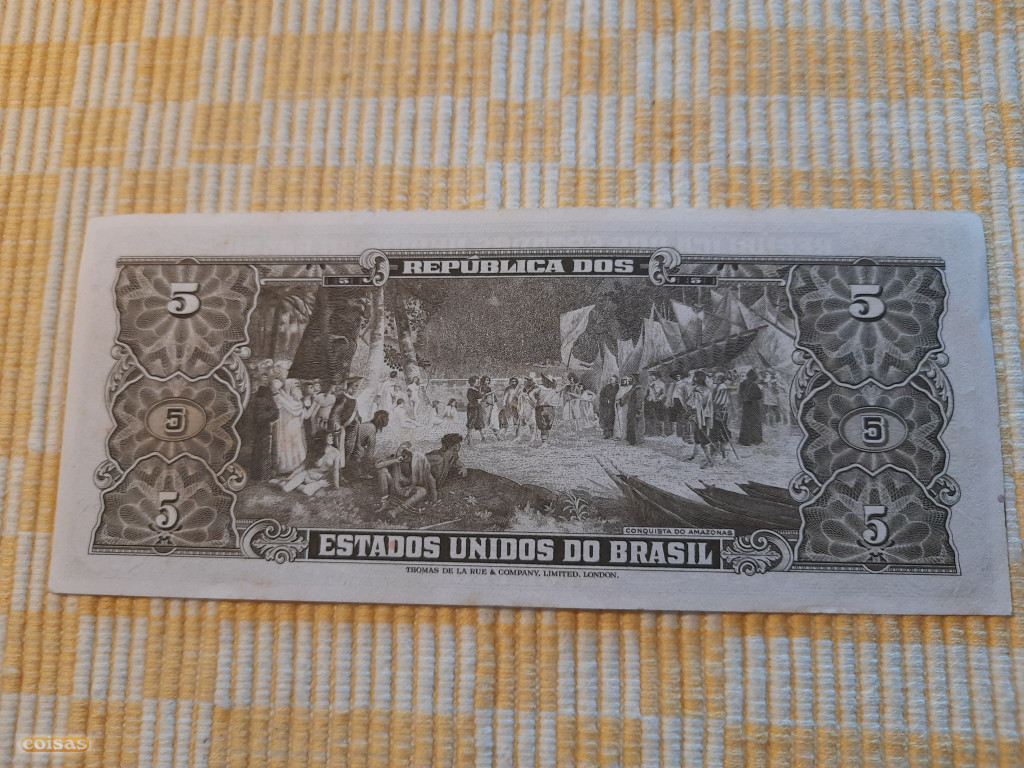 REPÚBLICA DOS
5 5
5 5
5 5
5 5
CONQUISTA DO AMAZONAS
ESTADOS UNIDOS DO BRASIL
THOMAS DE LA RUE & COMPANY, LIMITED, LONDON.
coisas